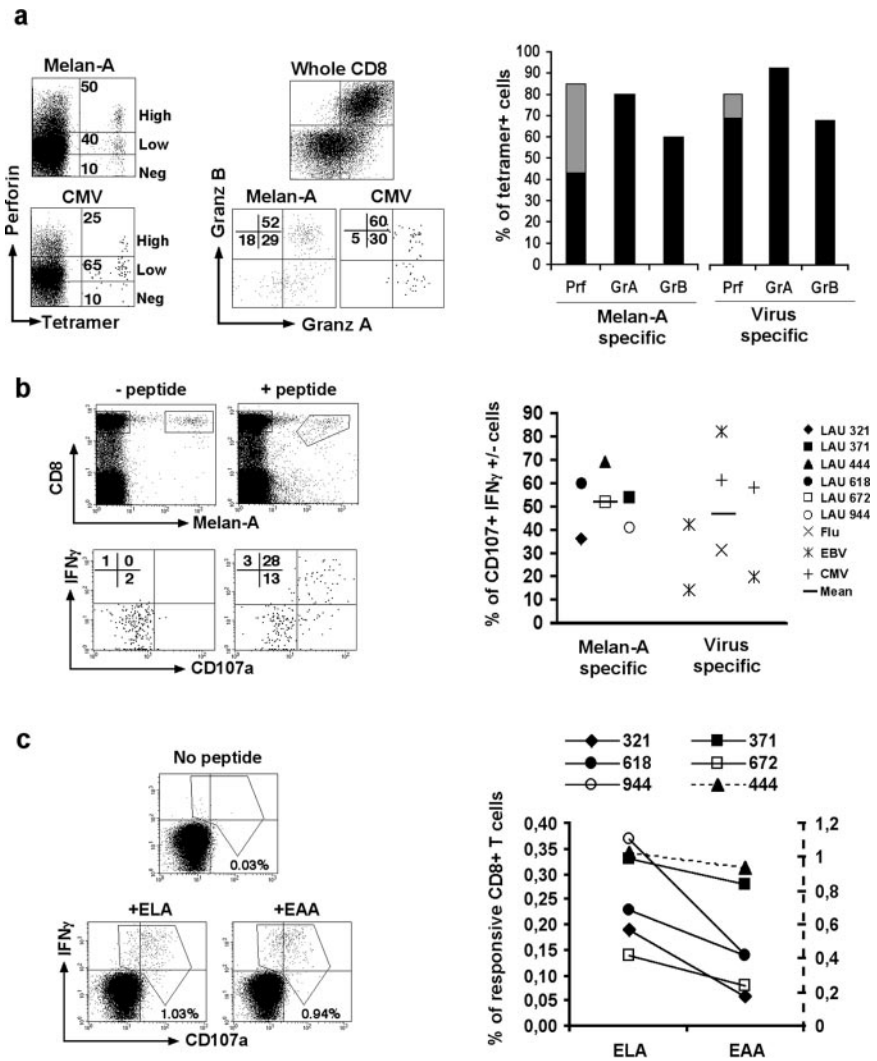 a
Melan-A
50
High
40
Low
10
Neg
CMV
25
High
65
Low
10
Neg
Perforin
Tetramer
Whole CD8
Granz B
Melan-A
CMV
52
18 29
60
5 30
Granz A
% of tetramer+ cells
100
90
80
70
60
50
40
30
20
10
0
Prf GrA GrB Prf GrA GrB
Melan-A specific
Virus specific
b
- peptide
+ peptide
CD8
Melan-A
IFNγ
1 0
2
3 28
13
CD107a
% of CD107+ IFNγ +/- cells
90
80
70
60
50
40
30
20
10
0
Melan-A specific
Virus specific
LAU 321
LAU 371
LAU 444
LAU 618
LAU 672
LAU 944
Flu
EBV
CMV
Mean
c
No peptide
0.03%
+ELA
+EAA
IFNγ
1.03%
0.94%
CD107a
321 371
618 672
944 444
% of responsive CD8+ T cells
0,40
0,35
0,30
0,25
0,20
0,15
0,10
0,05
0,00
1,2
1
0,8
0,6
0,4
0,2
0
ELA EAA